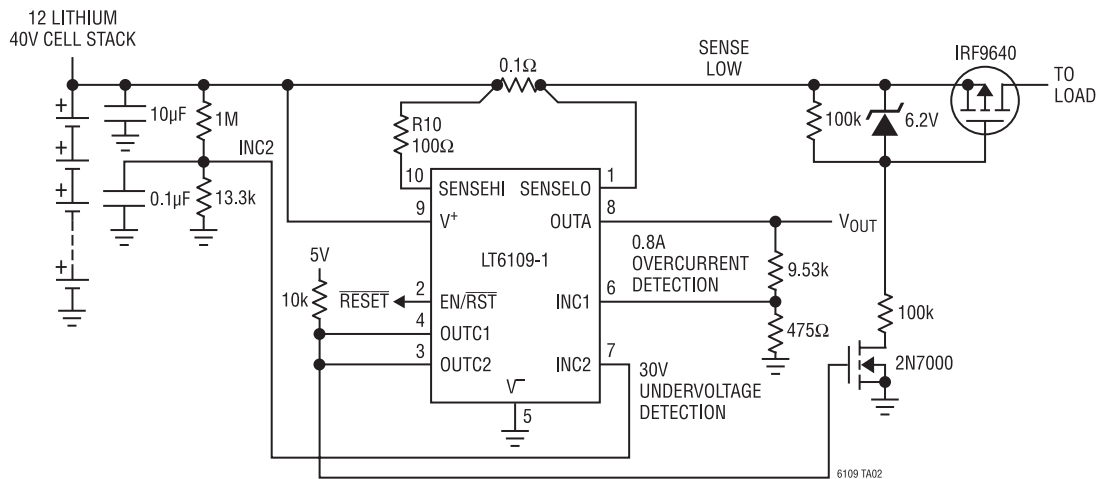 12 LITHIUM
40V CELL STACK
0.1Ω
SENSE
LOW
IRF9640
TO
LOAD
+
10µF
1M
R10
100Ω
100k
6.2V
INC2
+
+
0.1µF
13.3k
10
SENSEHI
SENSELO
1
9
V+
OUTA
8
VOUT
+
LT6109-1
0.8A
OVERCURRENT
DETECTION
9.53k
5V
10k
RESET
2
EN/RST
INC1
6
4
OUTC1
475Ω
100k
3
OUTC2
INC2
7
2N7000
V–
5
30V
UNDERVOLTAGE
DETECTION
6109 TA02